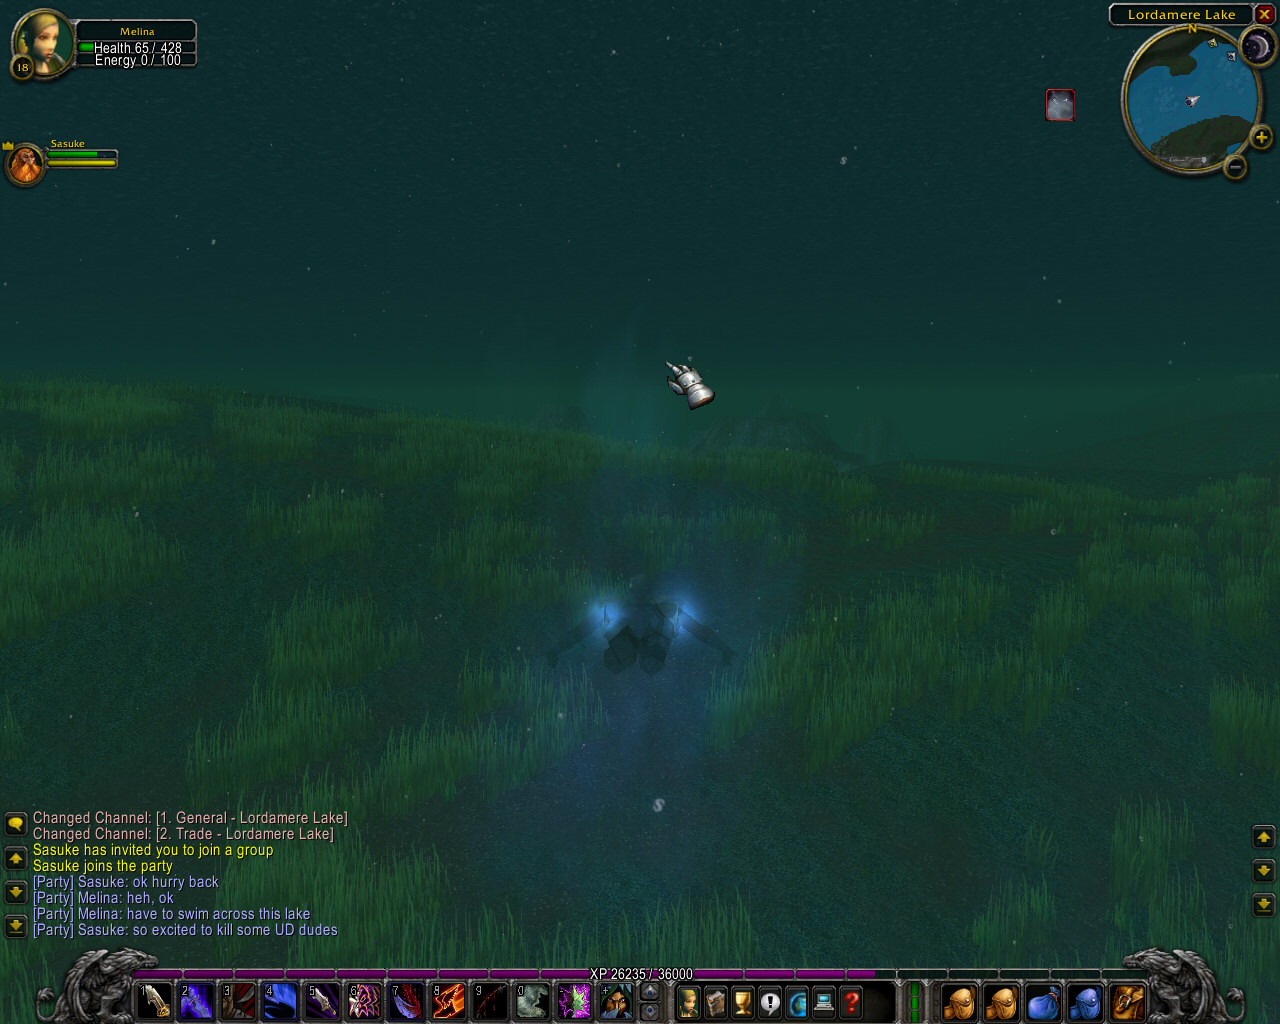 Lordamere Lake
N
Melina
Health 65 / 428
Energy 0 / 100
18
Sasuke
Changed Channel: [1. General - Lordamere Lake]
Changed Channel: [2. Trade - Lordamere Lake]
Sasuke has invited you to join a group
Sasuke joins the party
[Party] Sasuke: ok hurry back
[Party] Melina: heh, ok
[Party] Melina: have to swim across this lake
[Party] Sasuke: so excited to kill some UD dudes
XP 26235 / 36000
1 2 3 4 5 6 7 8 9 0 - +